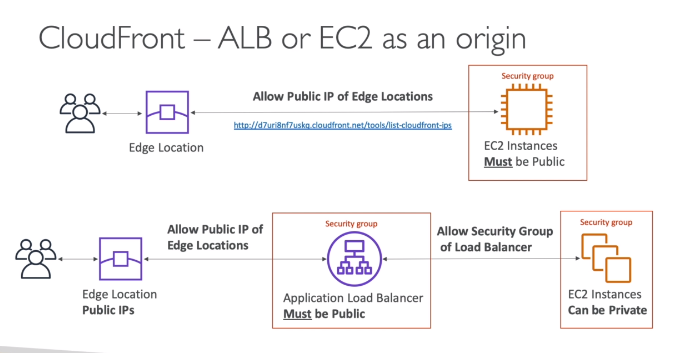 CloudFront – ALB or EC2 as an origin
Security group
Allow Public IP of Edge Locations
http://d7uri8nf7uskq.cloudfront.net/tools/list-cloudfront-ips
Edge Location
EC2 Instances
Must be Public
Allow Public IP of
Edge Locations
Security group
Allow Security Group
of Load Balancer
Security group
Edge Location
Public IPs
Application Load Balancer
Must be Public
EC2 Instances
Can be Private